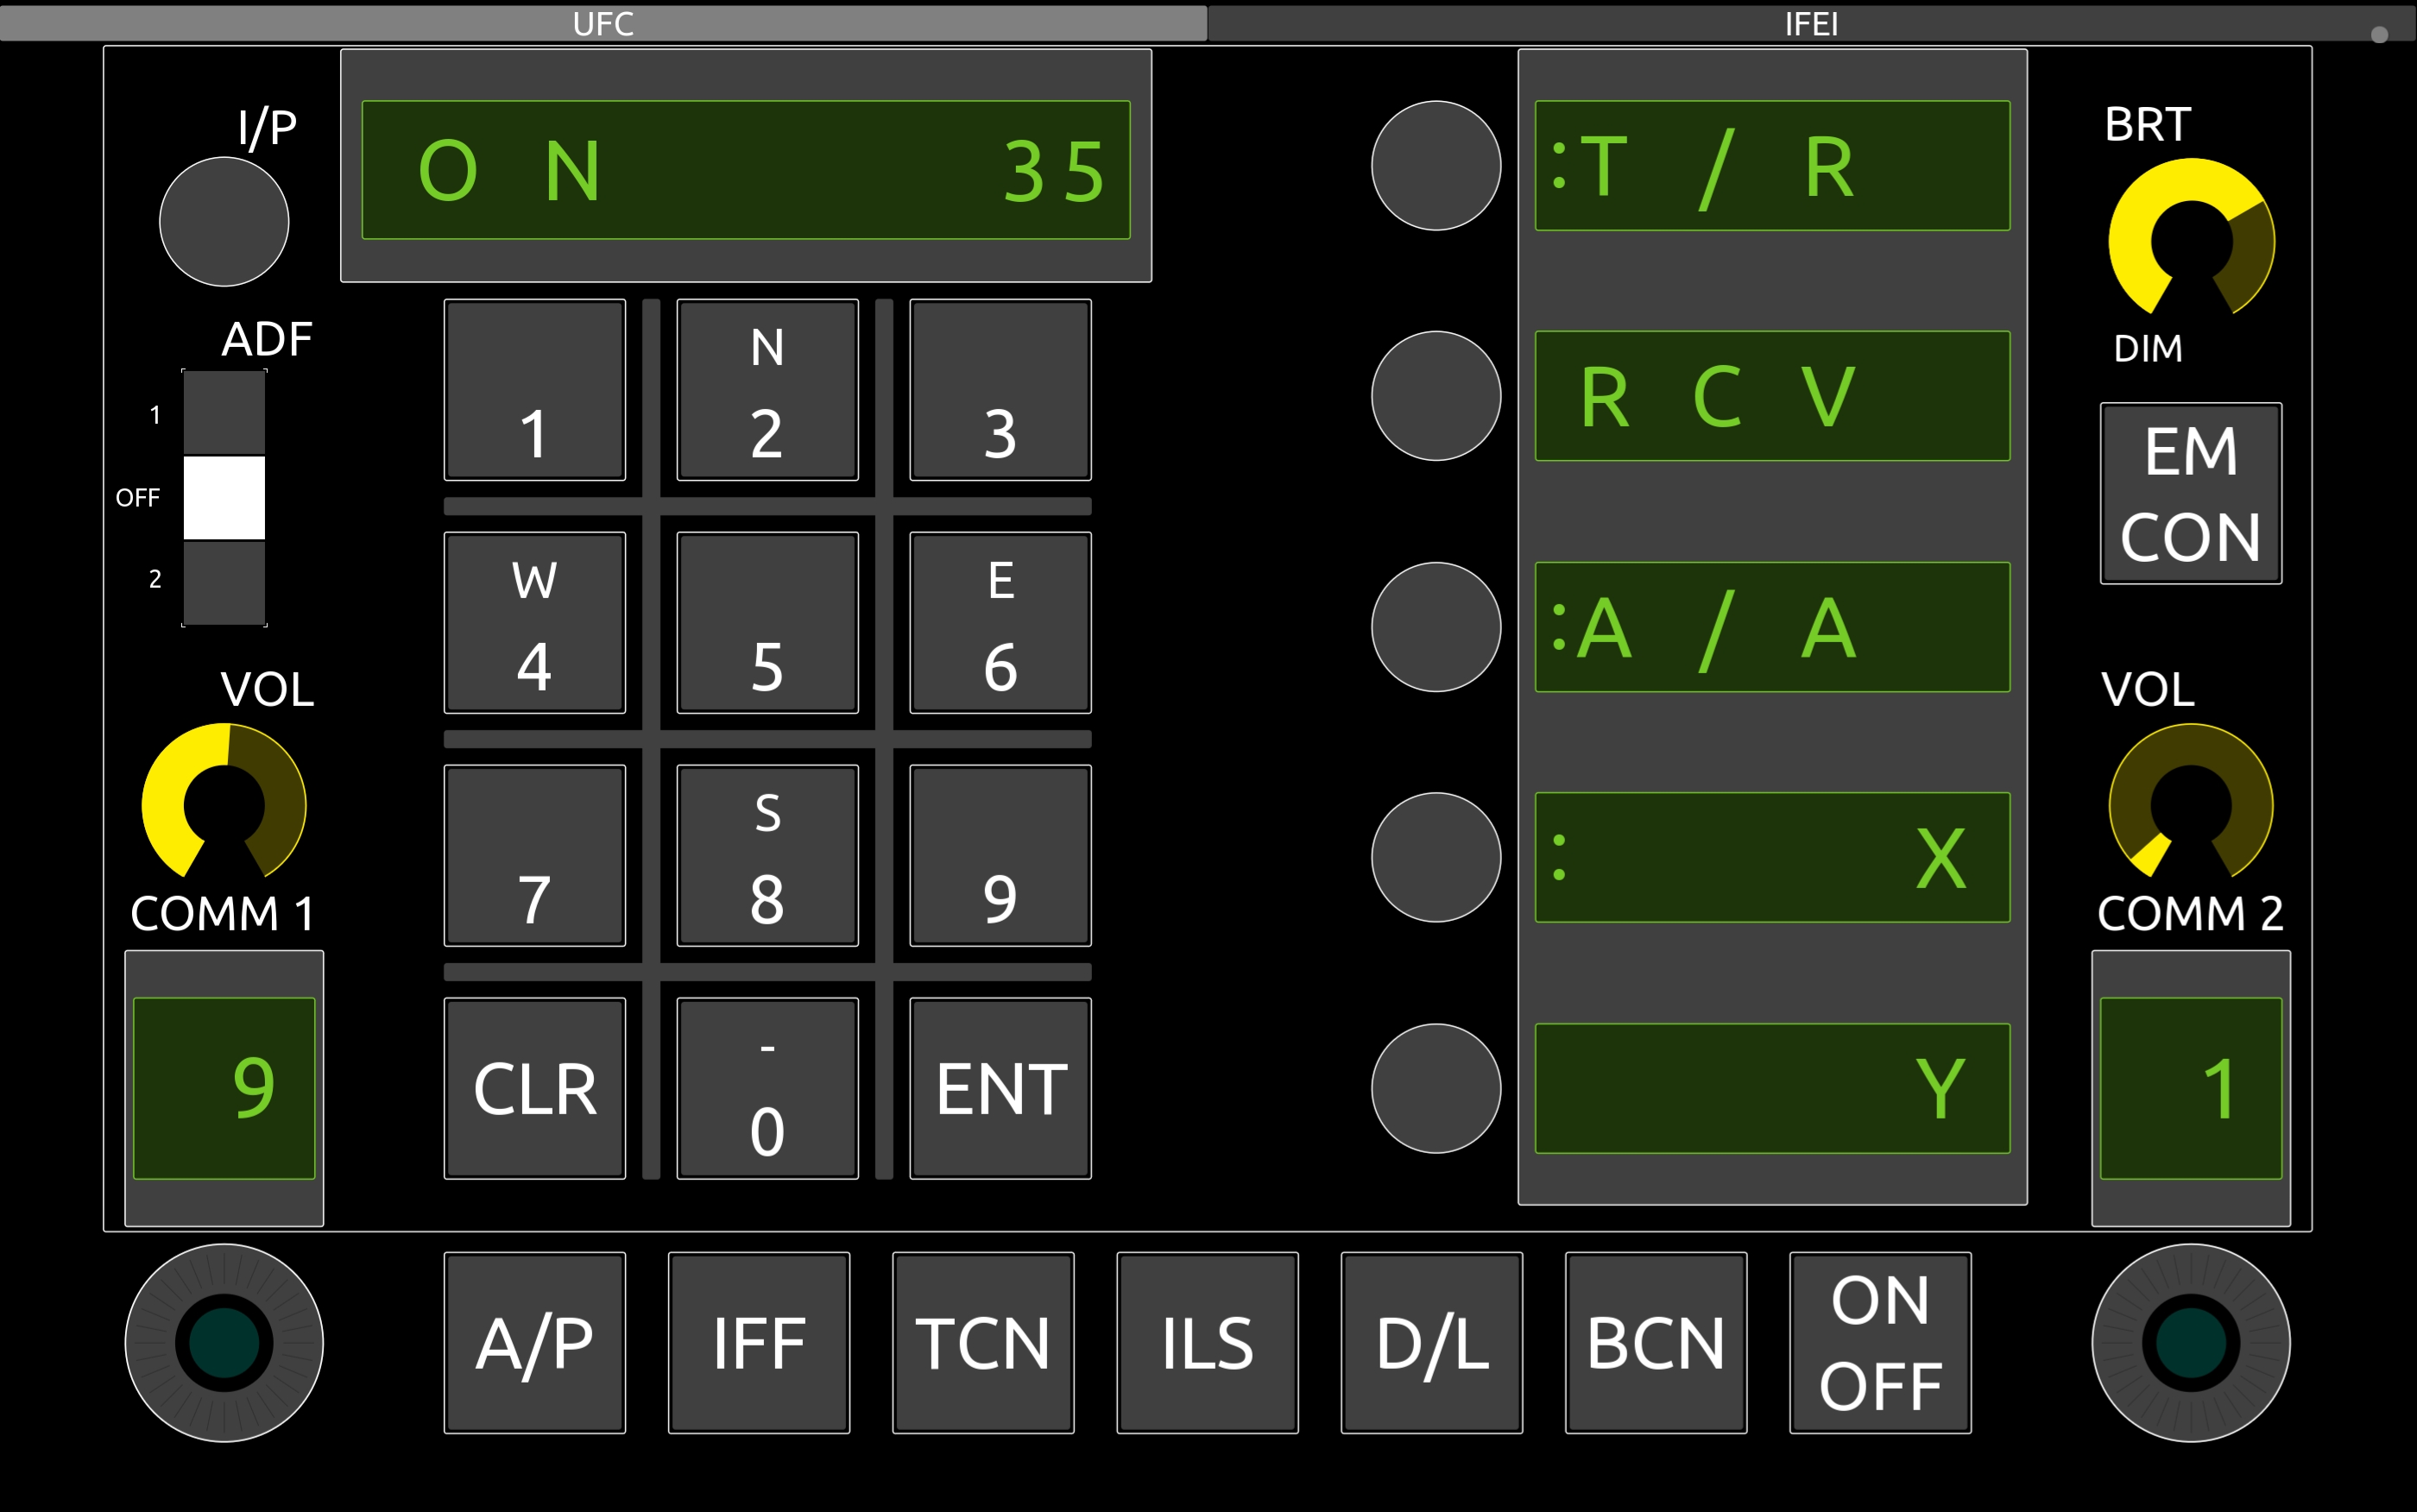 UFC
IFEI
I/P
O N 35
:T / R
BRT
DIM
ADF
1
OFF
2
1
N
2
3
R C V
EM
CON
W
4
5
E
6
:A / A
VOL
COMM 1
9
7
S
8
9
: X
VOL
COMM 2
1
CLR
-
0
ENT
Y
A/P
IFF
TCN
ILS
D/L
BCN
ON
OFF